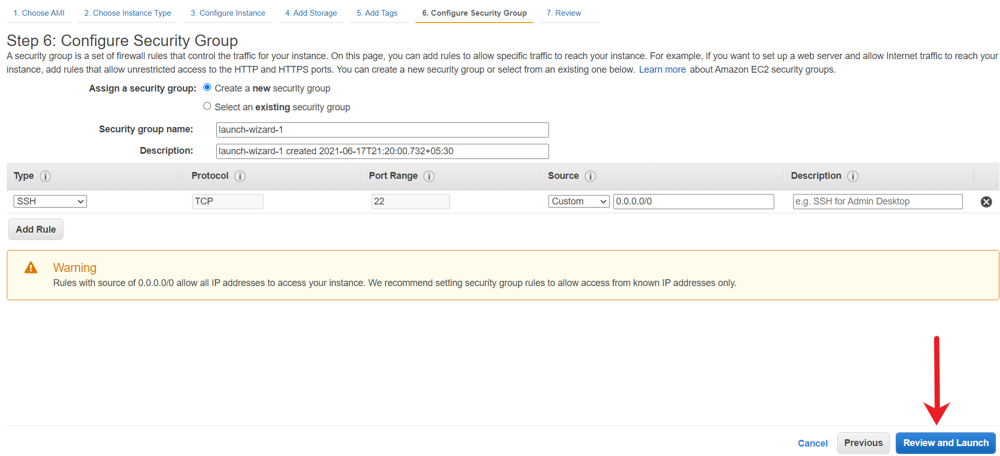 1. Choose AMI 2. Choose Instance Type 3. Configure Instance 4. Add Storage 5. Add Tags 6. Configure Security Group 7. Review
Step 6: Configure Security Group
A security group is a set of firewall rules that control the traffic for your instance. On this page, you can add rules to allow specific traffic to reach your instance. For example, if you want to set up a web server and allow Internet traffic to reach your
instance, add rules that allow unrestricted access to the HTTP and HTTPS ports. You can create a new security group or select from an existing one below. Learn more about Amazon EC2 security groups.
Assign a security group: Create a new security group
Select an existing security group
Security group name: launch-wizard-1
Description: launch-wizard-1 created 2021-06-17T21:20:00.732+05:30
Type i Protocol i Port Range i Source i Description i
SSH TCP 22 Custom 0.0.0.0/0 e.g. SSH for Admin Desktop
Add Rule
Warning
Rules with source of 0.0.0.0/0 allow all IP addresses to access your instance. We recommend setting security group rules to allow access from known IP addresses only.
Cancel Previous Review and Launch